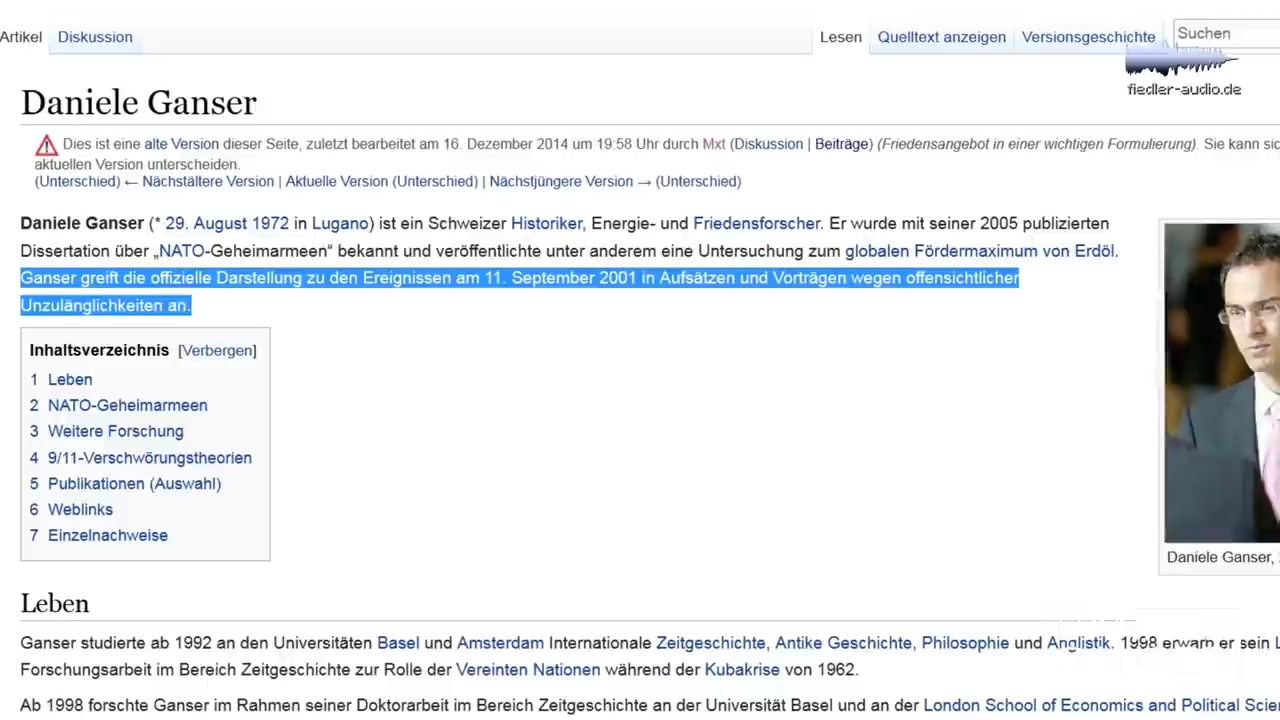 Artikel Diskussion Lesen Quelltext anzeigen Versionsgeschichte Suchen
fiedler-audio.de
Daniele Ganser
Dies ist eine alte Version dieser Seite, zuletzt bearbeitet am 16. Dezember 2014 um 19:58 Uhr durch Mxt (Diskussion | Beiträge) (Friedensangebot in einer wichtigen Formulierung). Sie kann
aktuellen Version unterscheiden.
(Unterschied) ← Nächstältere Version | Aktuelle Version (Unterschied) | Nächstjüngere Version → (Unterschied)
Daniele Ganser (* 29. August 1972 in Lugano) ist ein Schweizer Historiker, Energie- und Friedensforscher. Er wurde mit seiner 2005 publizierten
Dissertation über „NATO-Geheimarmeen“ bekannt und veröffentlichte unter anderem eine Untersuchung zum globalen Fördermaximum von Erdöl.
Ganser greift die offizielle Darstellung zu den Ereignissen am 11. September 2001 in Aufsätzen und Vorträgen wegen offensichtlicher
Unzulänglichkeiten an.
Inhaltsverzeichnis [Verbergen]
1 Leben
2 NATO-Geheimarmeen
3 Weitere Forschung
4 9/11-Verschwörungstheorien
5 Publikationen (Auswahl)
6 Weblinks
7 Einzelnachweise
Daniele Ganser,
Leben
Ganser studierte ab 1992 an den Universitäten Basel und Amsterdam Internationale Zeitgeschichte, Antike Geschichte, Philosophie und Anglistik. 1998 erwarb er sein
Forschungsarbeit im Bereich Zeitgeschichte zur Rolle der Vereinten Nationen während der Kubakrise von 1962.
Ab 1998 forschte Ganser im Rahmen seiner Doktorarbeit im Bereich Zeitgeschichte an der Universität Basel und an der London School of Economics and Political